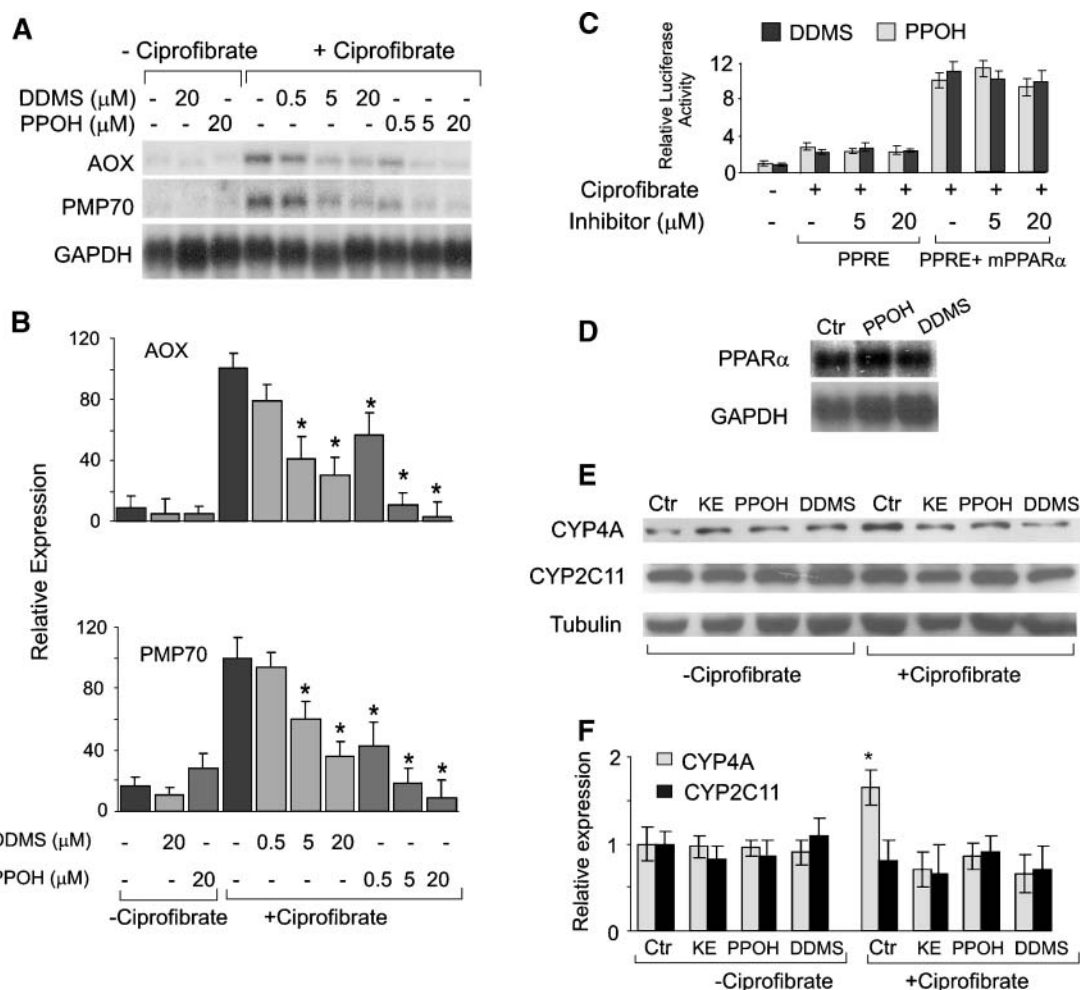 A
- Ciprofibrate + Ciprofibrate
DDMS (μM) - 20 - - 0.5 5 20 - - -
PPOH (μM) - - 20 - - - - 0.5 5 20
AOX
PMP70
GAPDH
B
Relative Expression
120
80
40
0
AOX
* * * * *
120
80
40
0
PMP70
* * * * *
DDMS (μM) - 20 - - 0.5 5 20 - - -
PPOH (μM) - - 20 - - - - 0.5 5 20
-Ciprofibrate +Ciprofibrate
C
DDMS PPOH
Relative Luciferase
Activity
12
8
4
0
Ciprofibrate - + + + + + +
Inhibitor (μM) - - 5 20 - 5 20
PPRE PPRE+ mPPARα
D
Ctr PPOH DDMS
PPARα
GAPDH
E
Ctr KE PPOH DDMS Ctr KE PPOH DDMS
CYP4A
CYP2C11
Tubulin
-Ciprofibrate +Ciprofibrate
F
Relative expression
2
1
0
CYP4A
CYP2C11
*
Ctr KE PPOH DDMS Ctr KE PPOH DDMS
-Ciprofibrate +Ciprofibrate